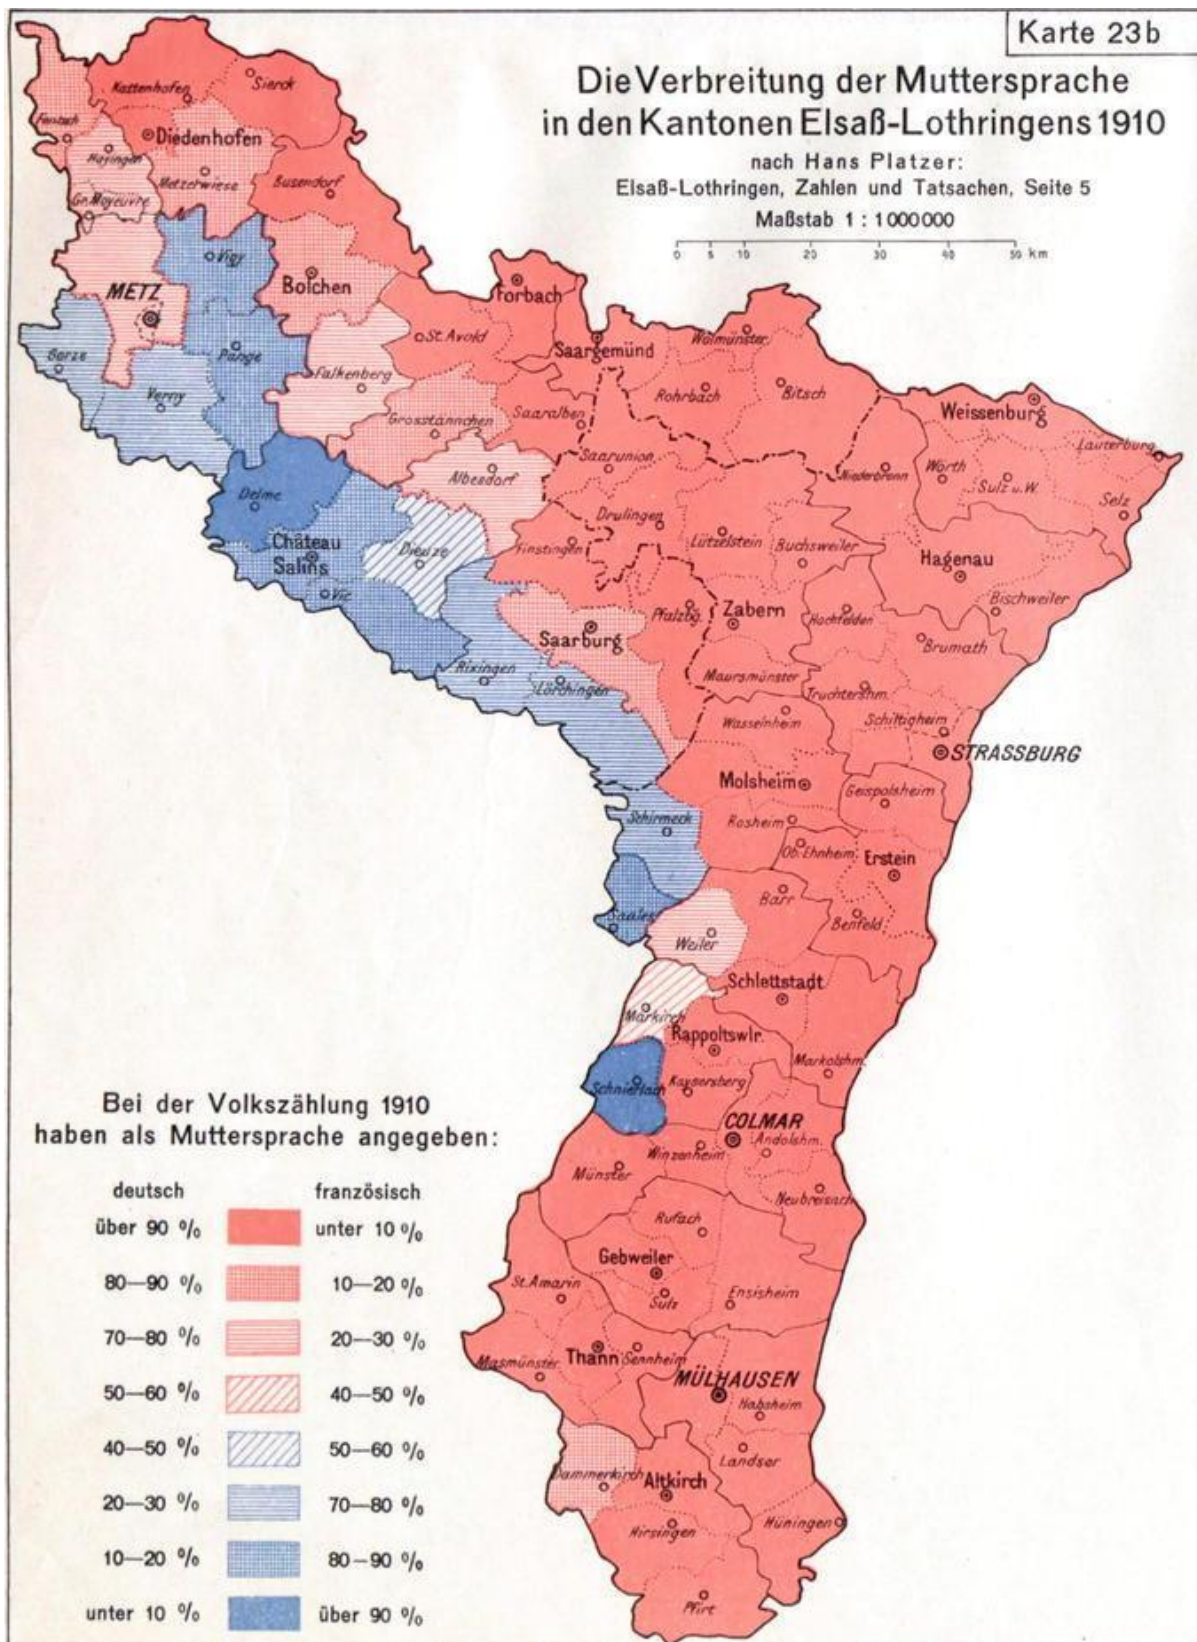 Karte 23b
Die Verbreitung der Muttersprache
in den Kantonen Elsaß-Lothringens 1910
nach Hans Platzer:
Elsaß-Lothringen, Zahlen und Tatsachen, Seite 5
Maßstab 1 : 1000000
0 5 10 20 30 40 50 km
Kattenhofen
Sierck
Fentsch
Diedenhofen
Hayingen
Metzerwiese
Busendorf
Gr. Moyeuvre
Vigy
Bolchen
METZ
Forbach
St. Avold
Saargemünd
Wolmünster
Pange
Gorze
Falkenberg
Rohrbach
Bitsch
Verny
Weissenburg
Grosstännchen
Saaralben
Lauterburg
Saarunion
Niederbronn
Wörth
Sulz u. W.
Albesdorf
Delme
Selz
Drulingen
Château
Salins
Dieuze
Finstingen
Lützelstein
Buchsweiler
Hagenau
Vic
Bischweiler
Pfalzbg.
Zabern
Hochfelden
Saarburg
Brumath
Rixingen
Lörchingen
Maursmünster
Truchtershm.
Wasselnheim
Schiltigheim
STRASSBURG
Molsheim
Geispolsheim
Schirmeck
Rosheim
Ob. Ehnheim
Erstein
Saales
Barr
Benfeld
Weiler
Schlettstadt
Markirch
Rappoltswlr.
Markolshm.
Schnierlach
Kaysersberg
COLMAR
Andolshm.
Winzenheim
Münster
Neubreisach
Rufach
Gebweiler
St. Amarin
Sulz
Ensisheim
Thann
Sennheim
Masmünster
MÜLHAUSEN
Habsheim
Landser
Dammerkirch
Altkirch
Hirsingen
Hüningen
Pfirt
Bei der Volkszählung 1910
haben als Muttersprache angegeben:
deutsch französisch
über 90 % unter 10 %
80—90 % 10—20 %
70—80 % 20—30 %
50—60 % 40—50 %
40—50 % 50—60 %
20—30 % 70—80 %
10—20 % 80—90 %
unter 10 % über 90 %